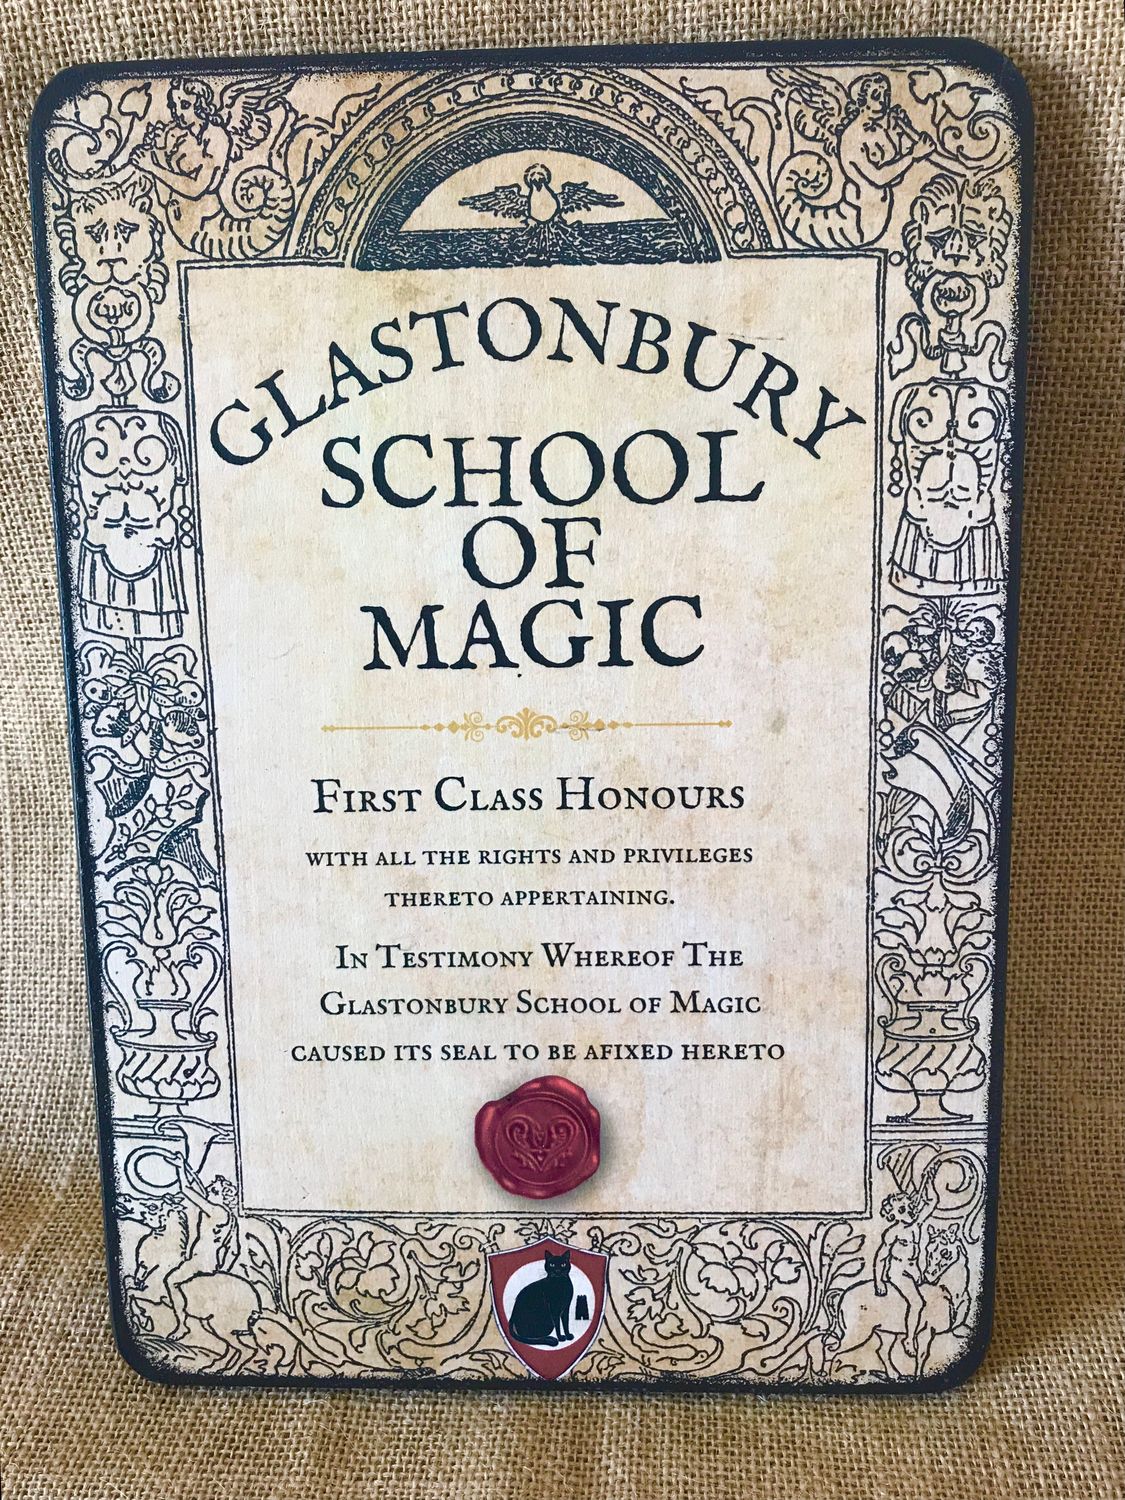 GLASTONBURY
SCHOOL
OF
MAGIC
FIRST CLASS HONOURS
WITH ALL THE RIGHTS AND PRIVILEGES
THERETO APPERTAINING.
IN TESTIMONY WHEREOF THE
GLASTONBURY SCHOOL OF MAGIC
CAUSED ITS SEAL TO BE AFIXED HERETO